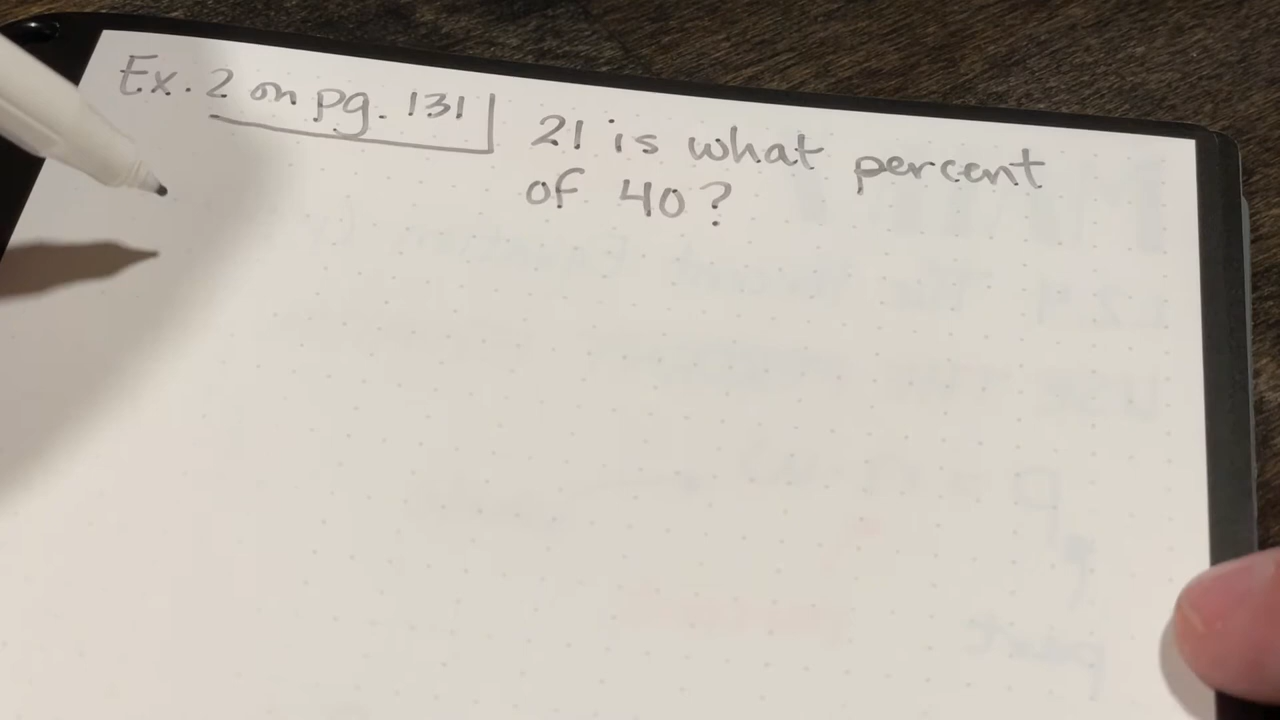 Ex. 2 on pg. 131
21 is what percent
of 40?